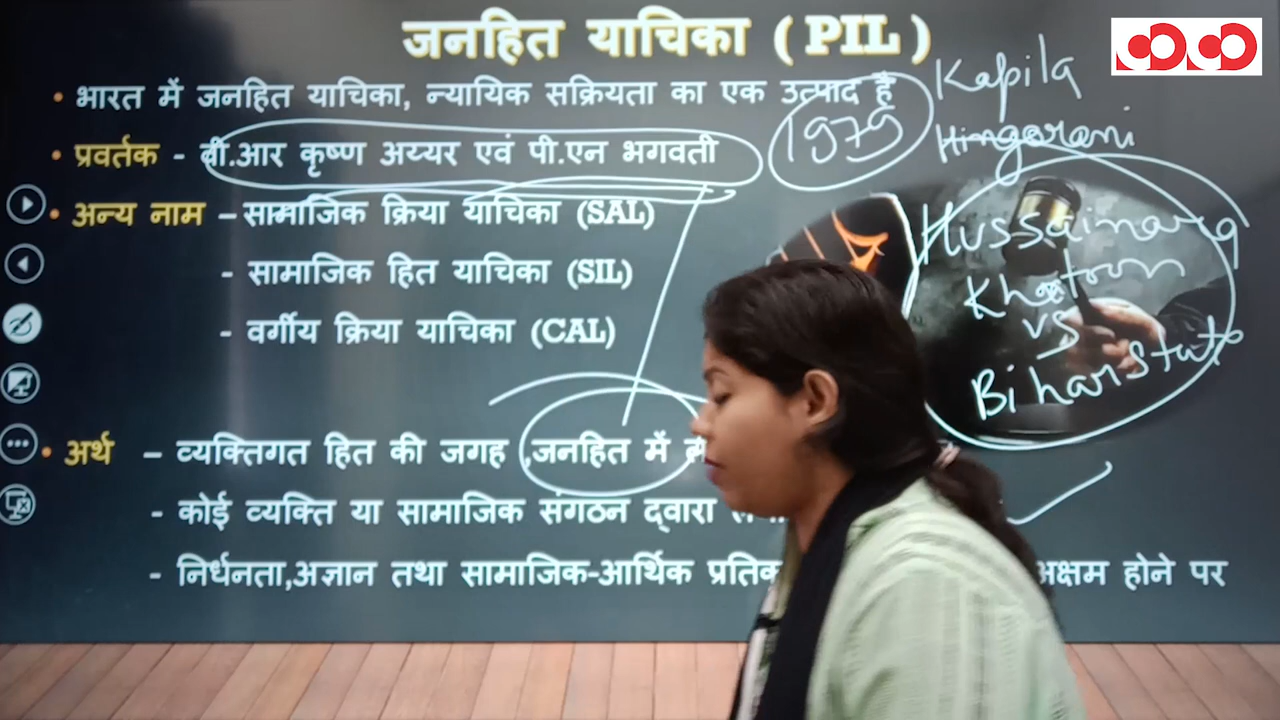 जनहित याचिका ( PIL )
• भारत में जनहित याचिका, न्यायिक सक्रियता का एक उत्पाद है
• प्रवर्तक - वी.आर कृष्ण अय्यर एवं पी.एन भगवती
1979
Kapila
Hingorani
• अन्य नाम – सामाजिक क्रिया याचिका (SAL)
- सामाजिक हित याचिका (SIL)
- वर्गीय क्रिया याचिका (CAL)
Hussainara
Khatoon
vs
Bihar State
• अर्थ – व्यक्तिगत हित की जगह ,जनहित में
- कोई व्यक्ति या सामाजिक संगठन द्वारा
- निर्धनता,अज्ञान तथा सामाजिक-आर्थिक अक्षम होने पर